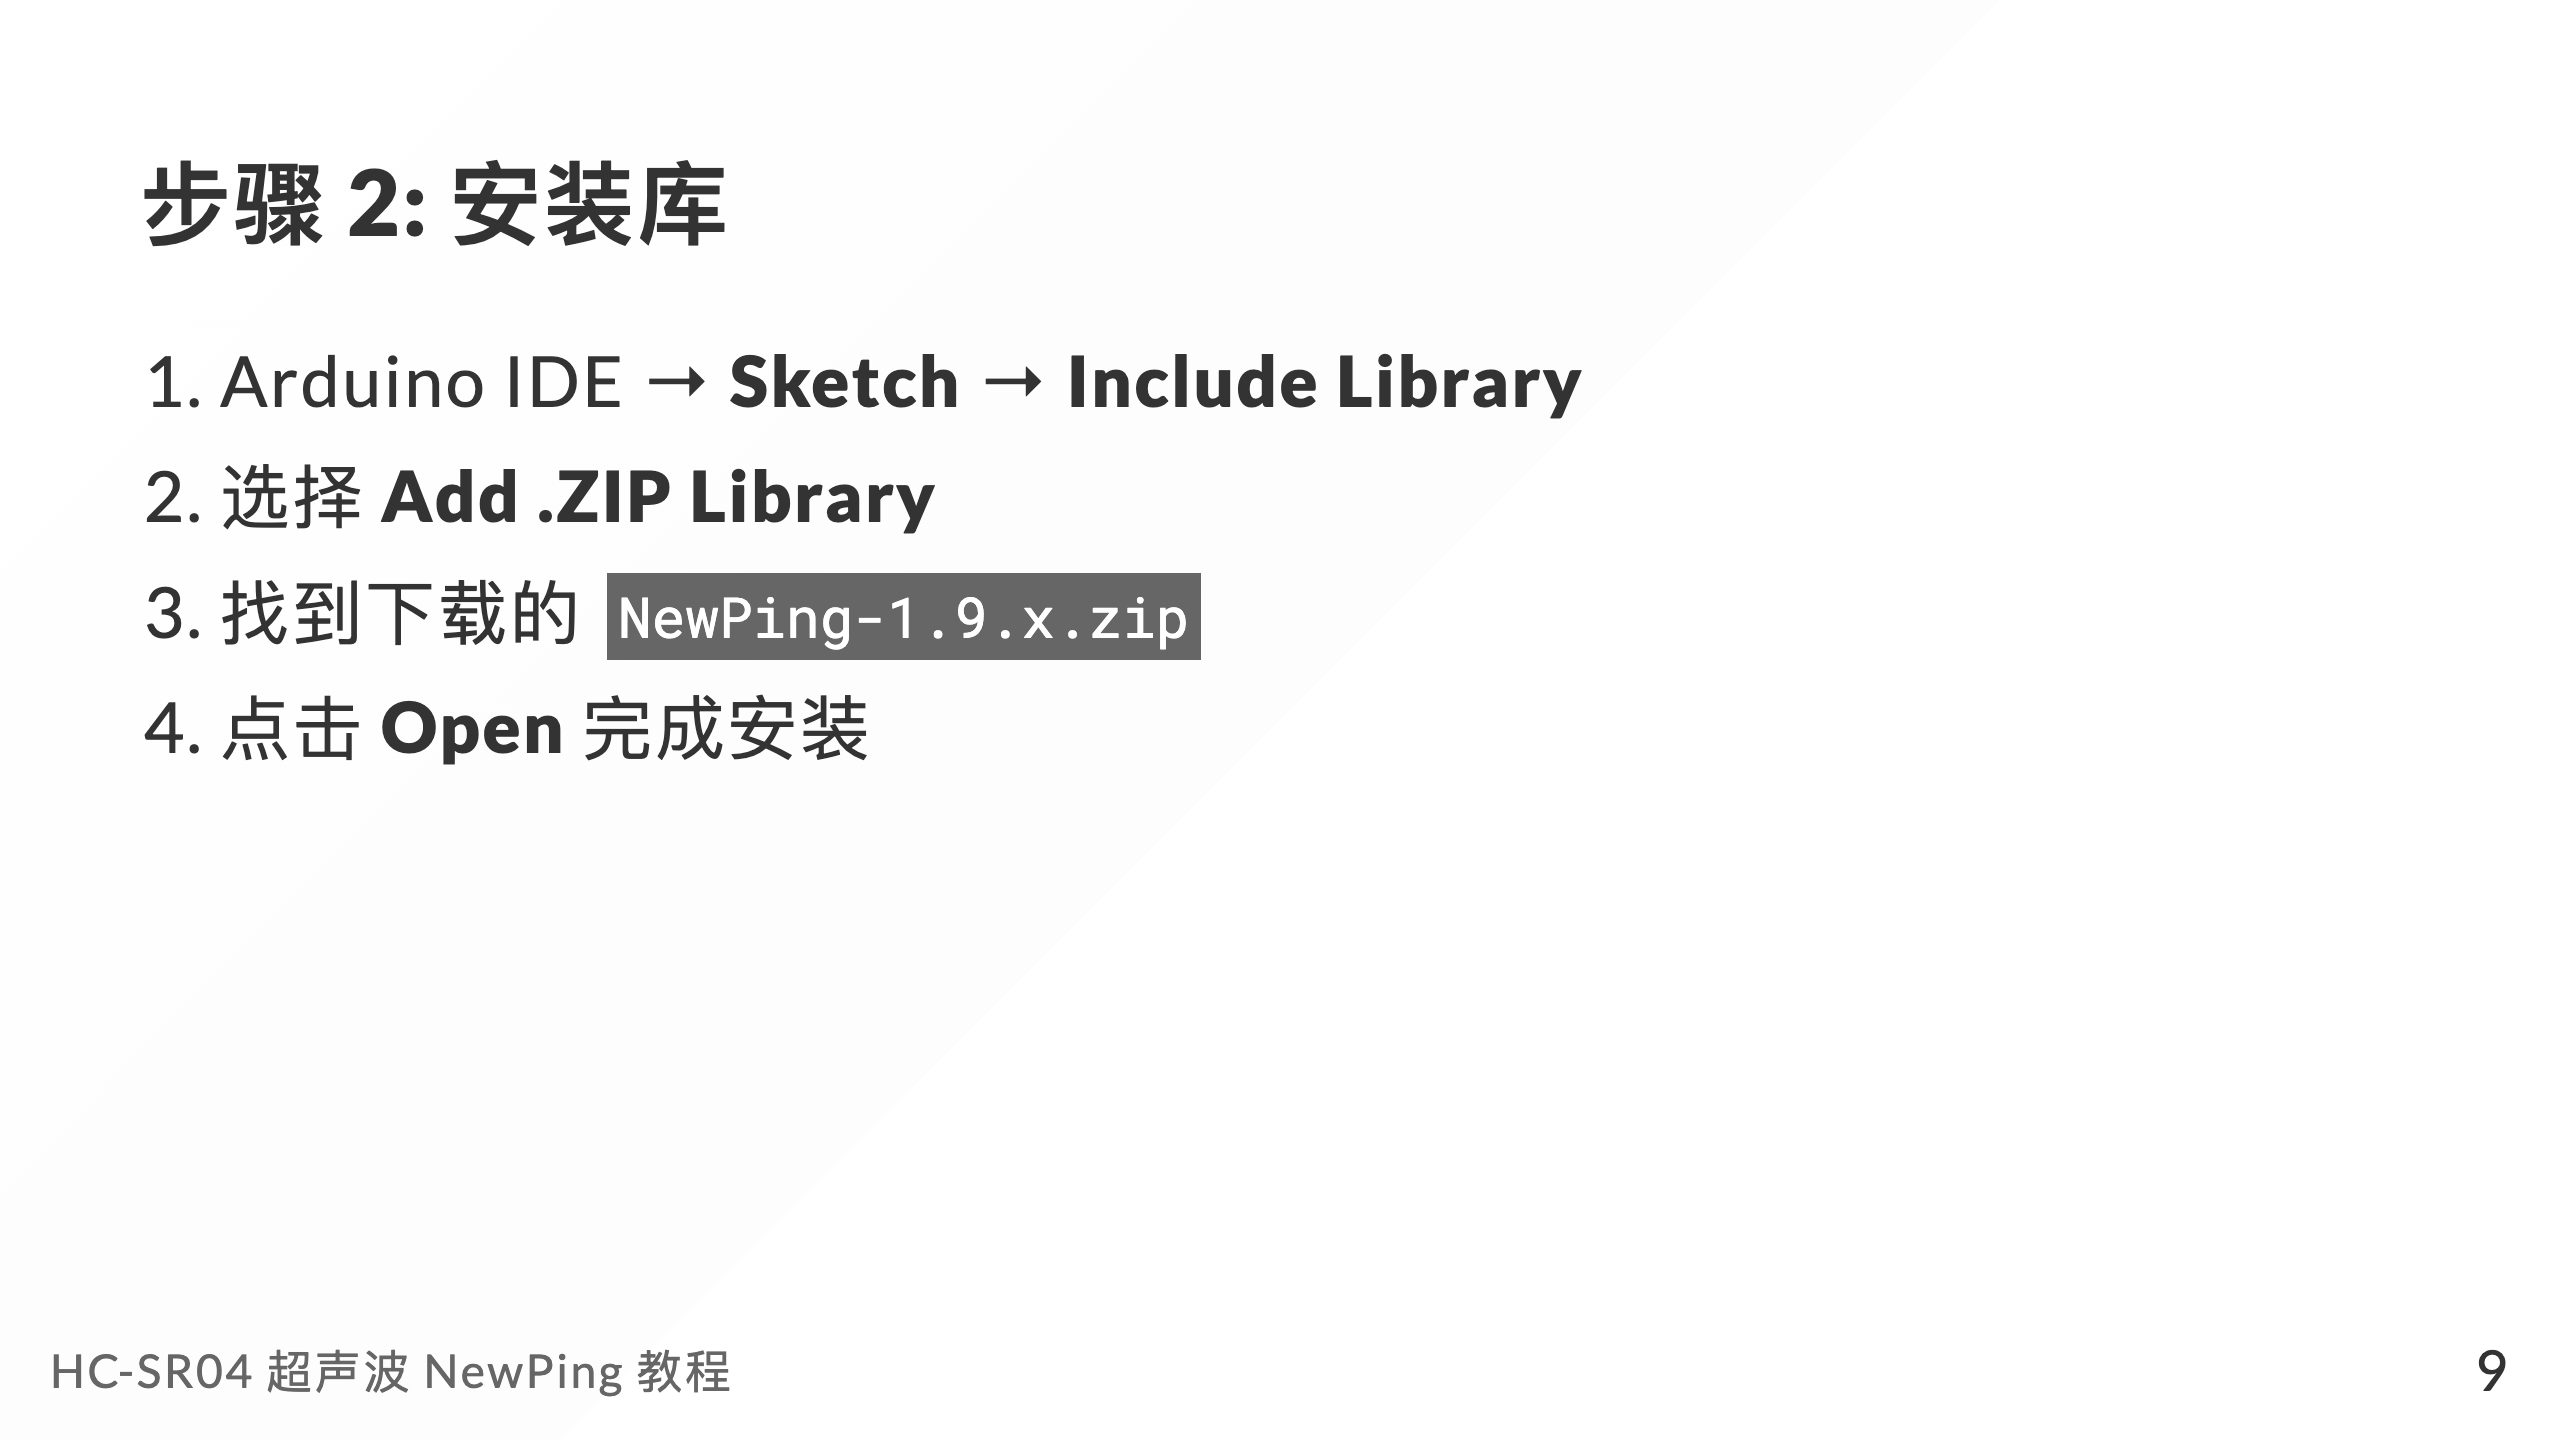 步骤 2: 安装库
1. Arduino IDE → Sketch → Include Library
2. 选择 Add .ZIP Library
3. 找到下载的 NewPing-1.9.x.zip
4. 点击 Open 完成安装
HC-SR04 超声波 NewPing 教程
9